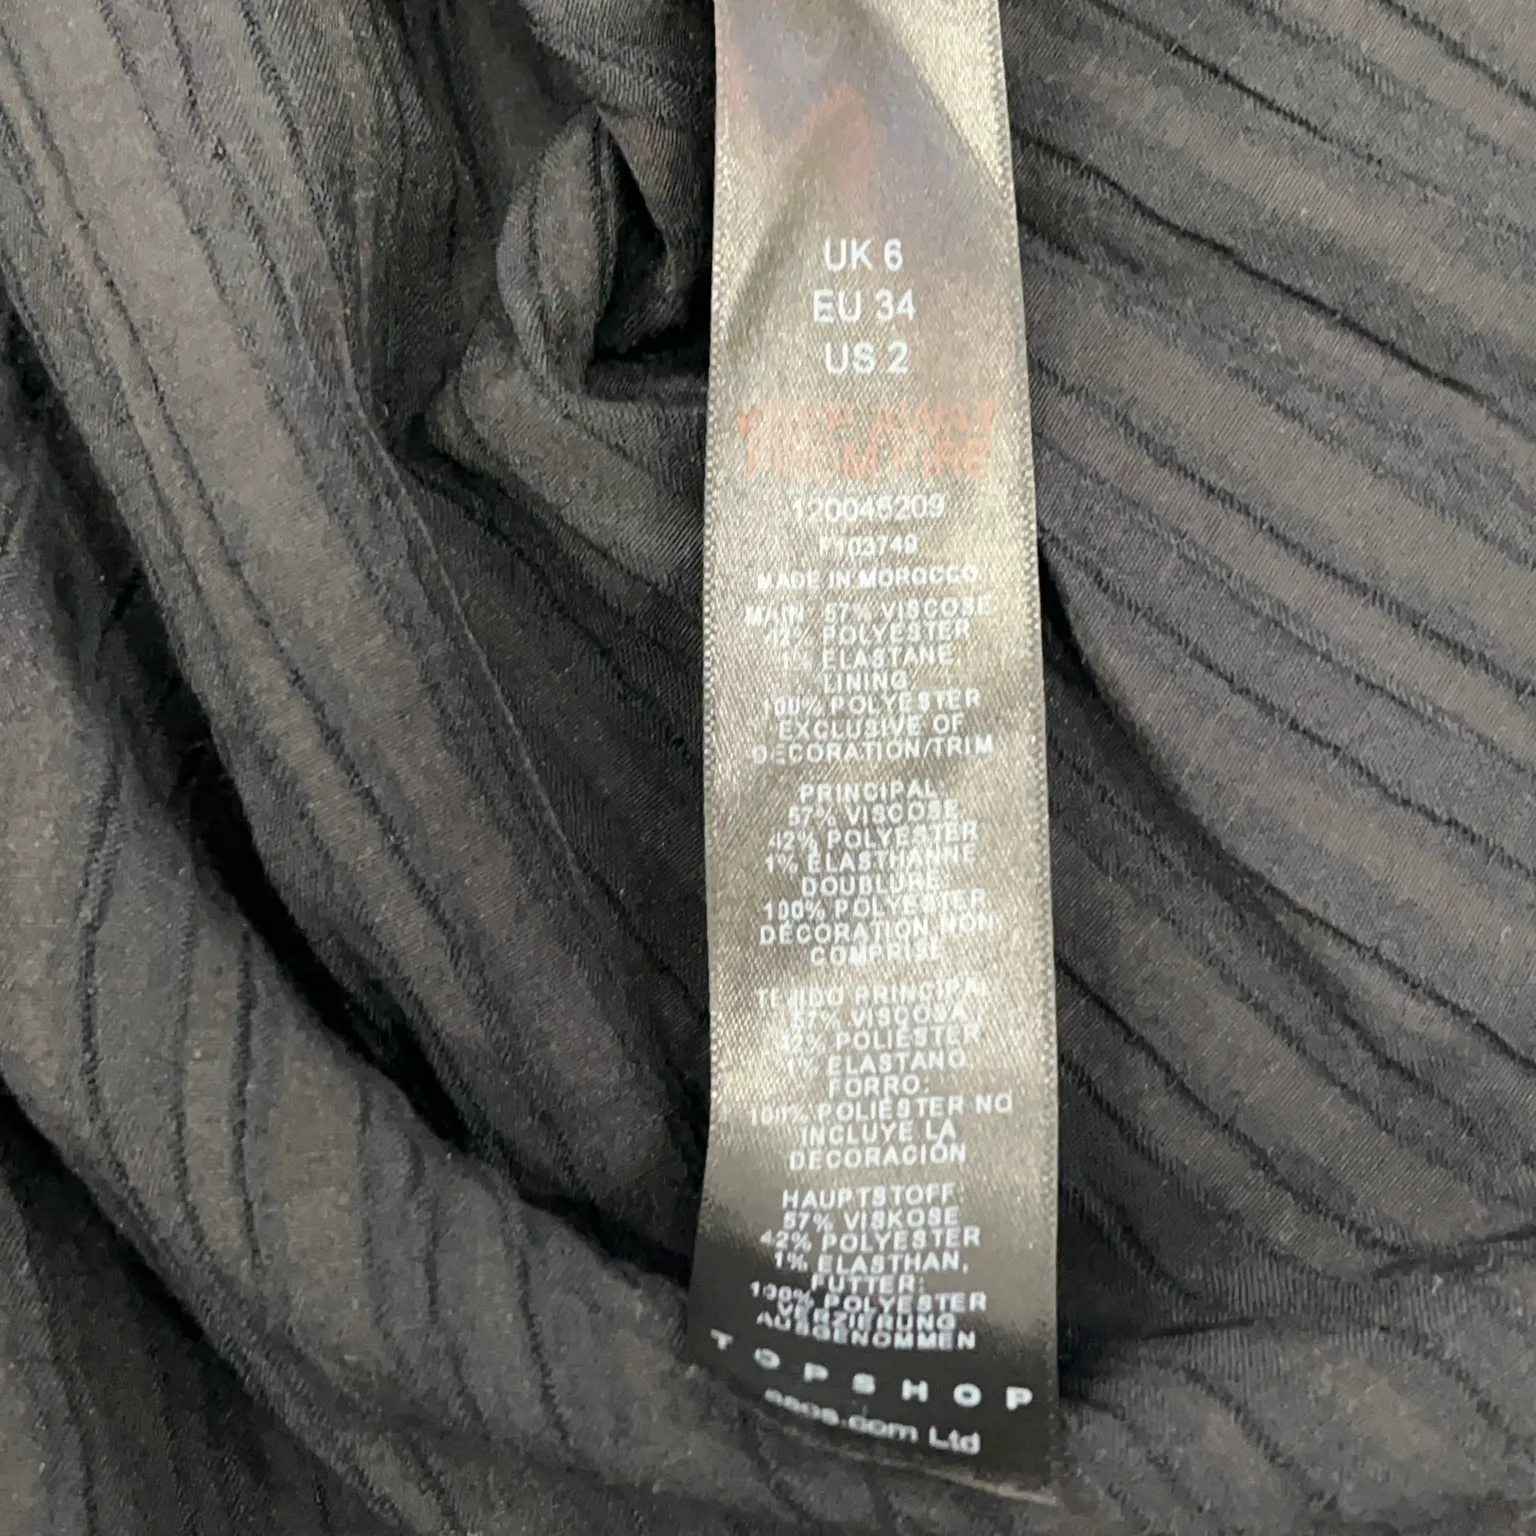 UK 6
EU 34
US 2
KEEP AWAY
FROM FIRE
120045209
F103749
MADE IN MOROCCO
MAIN: 57% VISCOSE
42% POLYESTER
1% ELASTANE,
LINING,
100% POLYESTER
EXCLUSIVE OF
DECORATION/TRIM
PRINCIPAL,
57% VISCOSE
42% POLYESTER
1% ELASTHANNE
DOUBLURE
100% POLYESTER
DÉCORATION NON
COMPRISE
TEJIDO PRINCIPAL
57% VISCOSA,
42% POLIÉSTER
1% ELASTANO,
FORRO:
100% POLIÉSTER NO
INCLUYE LA
DECORACIÓN
HAUPTSTOFF
57% VISKOSE
42% POLYESTER
1% ELASTHAN,
FUTTER:
100% POLYESTER
VERZIERUNG
AUSGENOMMEN
TOPSHOP
asos.com Ltd